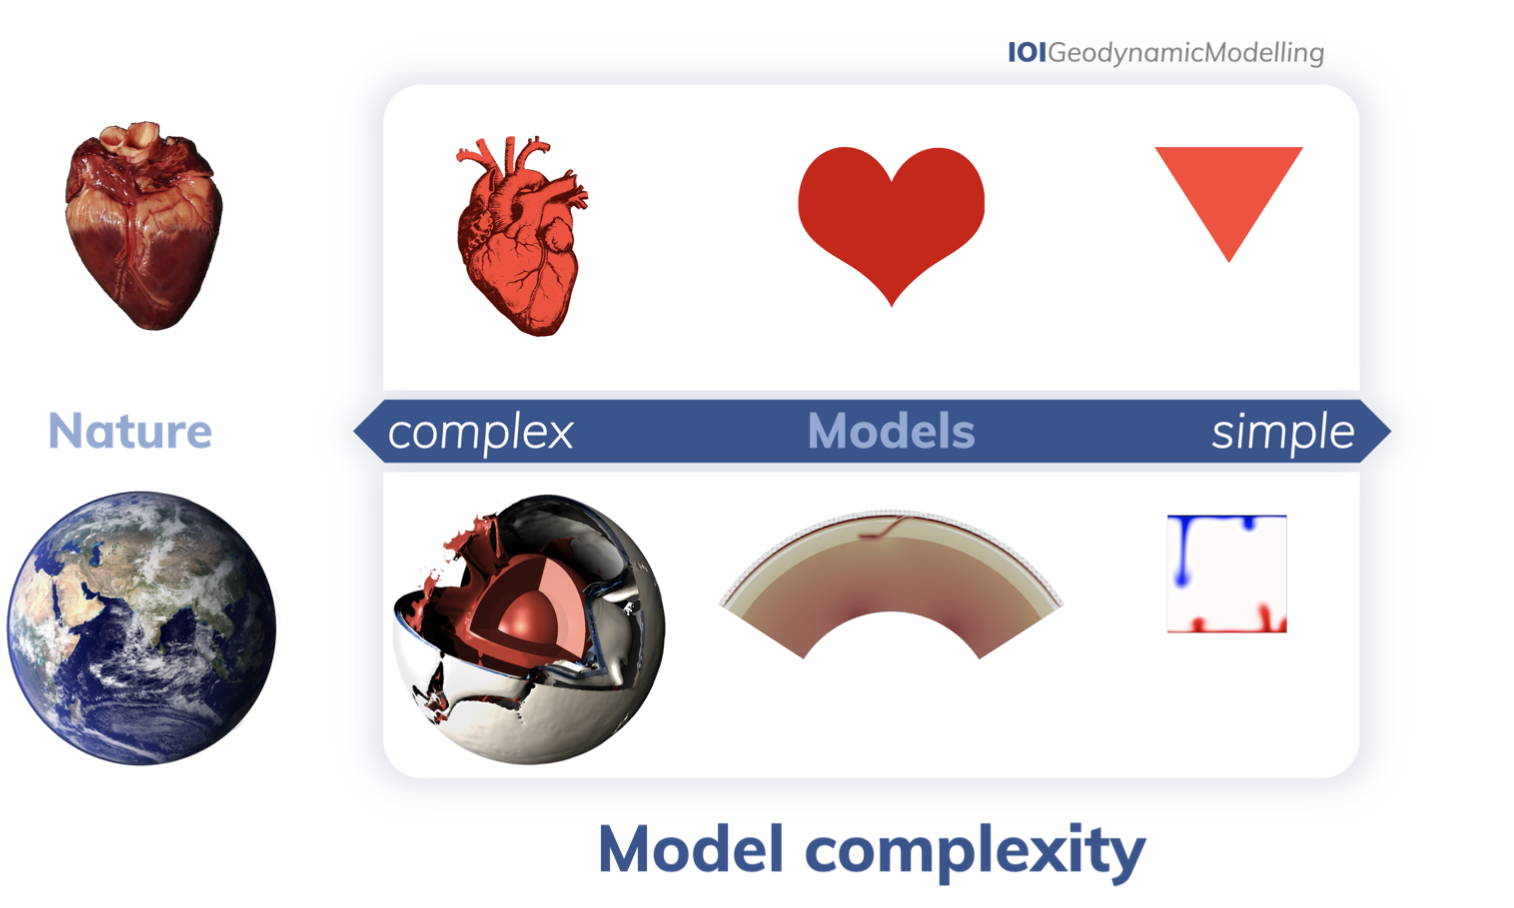 IOIGeodynamicModelling
Nature
complex Models simple
Model complexity